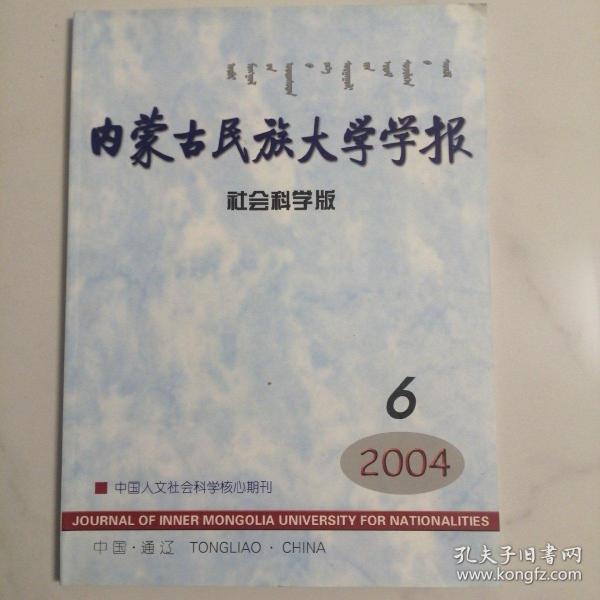 内蒙古民族大学学报
社会科学版
6
2004
■ 中国人文社会科学核心期刊
JOURNAL OF INNER MONGOLIA UNIVERSITY FOR NATIONALITIES
中国·通辽 TONGLIAO · CHINA
孔夫子旧书网
www.kongfz.com